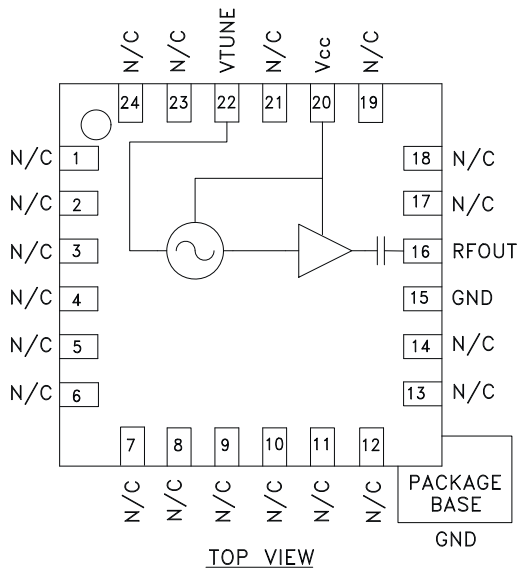 N/C
N/C
VTUNE
N/C
Vcc
N/C
24
23
22
21
20
19
N/C 1
18 N/C
N/C 2
17 N/C
N/C 3
16 RFOUT
N/C 4
15 GND
N/C 5
14 N/C
N/C 6
13 N/C
7
8
9
10
11
12
N/C
N/C
N/C
N/C
N/C
N/C
PACKAGE
BASE
GND
TOP VIEW